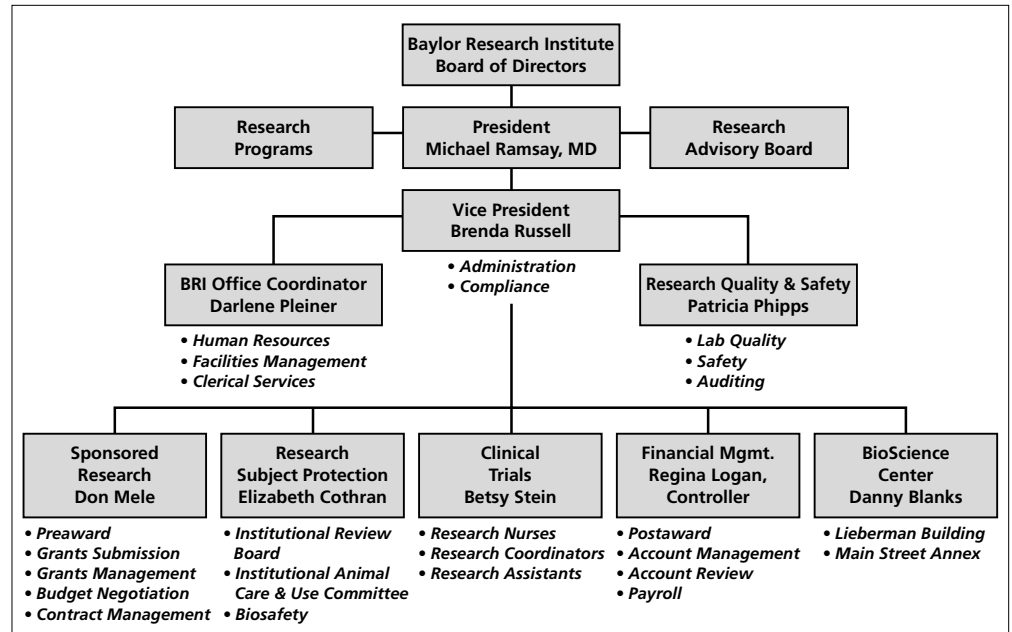 Baylor Research Institute
Board of Directors
Research
Programs
President
Michael Ramsay, MD
Research
Advisory Board
Vice President
Brenda Russell
• Administration
• Compliance
BRI Office Coordinator
Darlene Pleiner
• Human Resources
• Facilities Management
• Clerical Services
Research Quality & Safety
Patricia Phipps
• Lab Quality
• Safety
• Auditing
Sponsored
Research
Don Mele
• Preaward
• Grants Submission
• Grants Management
• Budget Negotiation
• Contract Management
Research
Subject Protection
Elizabeth Cothran
• Institutional Review
Board
• Institutional Animal
Care & Use Committee
• Biosafety
Clinical
Trials
Betsy Stein
• Research Nurses
• Research Coordinators
• Research Assistants
Financial Mgmt.
Regina Logan,
Controller
• Postaward
• Account Management
• Account Review
• Payroll
BioScience
Center
Danny Blanks
• Lieberman Building
• Main Street Annex